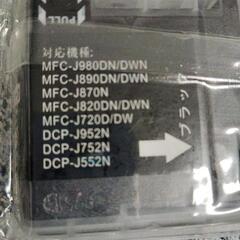 PULL
対応機種:
MFC-J980DN/DWN
MFC-J890DN/DWN
MFC-J870N
MFC-J820DN/DWN
MFC-J720D/DW
DCP-J952N
DCP-J752N
DCP-J552N
ブラック